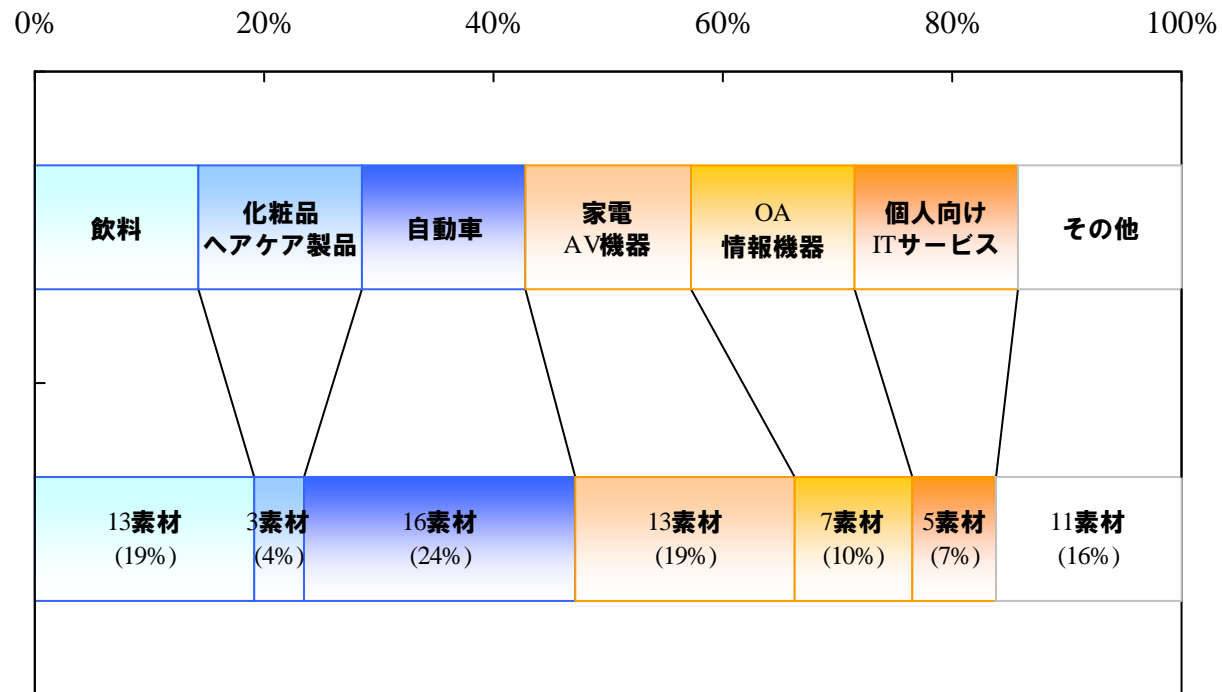 0% 20% 40% 60% 80% 100%
飲料
化粧品
ヘアケア製品
自動車
家電
AV機器
OA
情報機器
個人向け
ITサービス
その他
13素材
(19%)
3素材
(4%)
16素材
(24%)
13素材
(19%)
7素材
(10%)
5素材
(7%)
11素材
(16%)